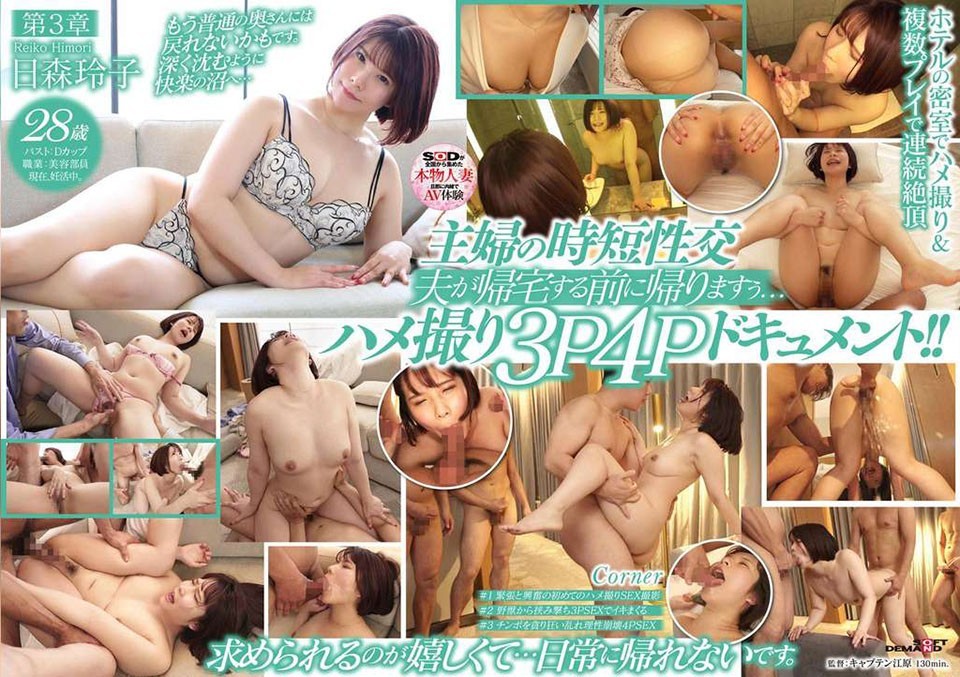 第3章
Reiko Himori
日森玲子
28歳
バスト:Dカップ
職業:美容部員
現在、妊活中。
もう普通の奥さんには
戻れないかもです。
深く沈むように
快楽の沼へ…
SODが
全国から集めた
本物人妻
旦那に内緒で
AV体験
ホテルの密室でハメ撮り&
複数プレイで連続絶頂
主婦の時短性交
夫が帰宅する前に帰りますぅ…
ハメ撮り3P4Pドキュメント!!
Corner
#1 緊張と興奮の初めてのハメ撮りSEX撮影
#2 野獣から挟み撃ち3PSEXでイキまくる
#3 チンポを貪り狂い乱れ理性崩壊4PSEX
求められるのが嬉しくて…日常に帰れないです。
SOFT
ON
DEMAND
監督:キャプテン江原 130min.